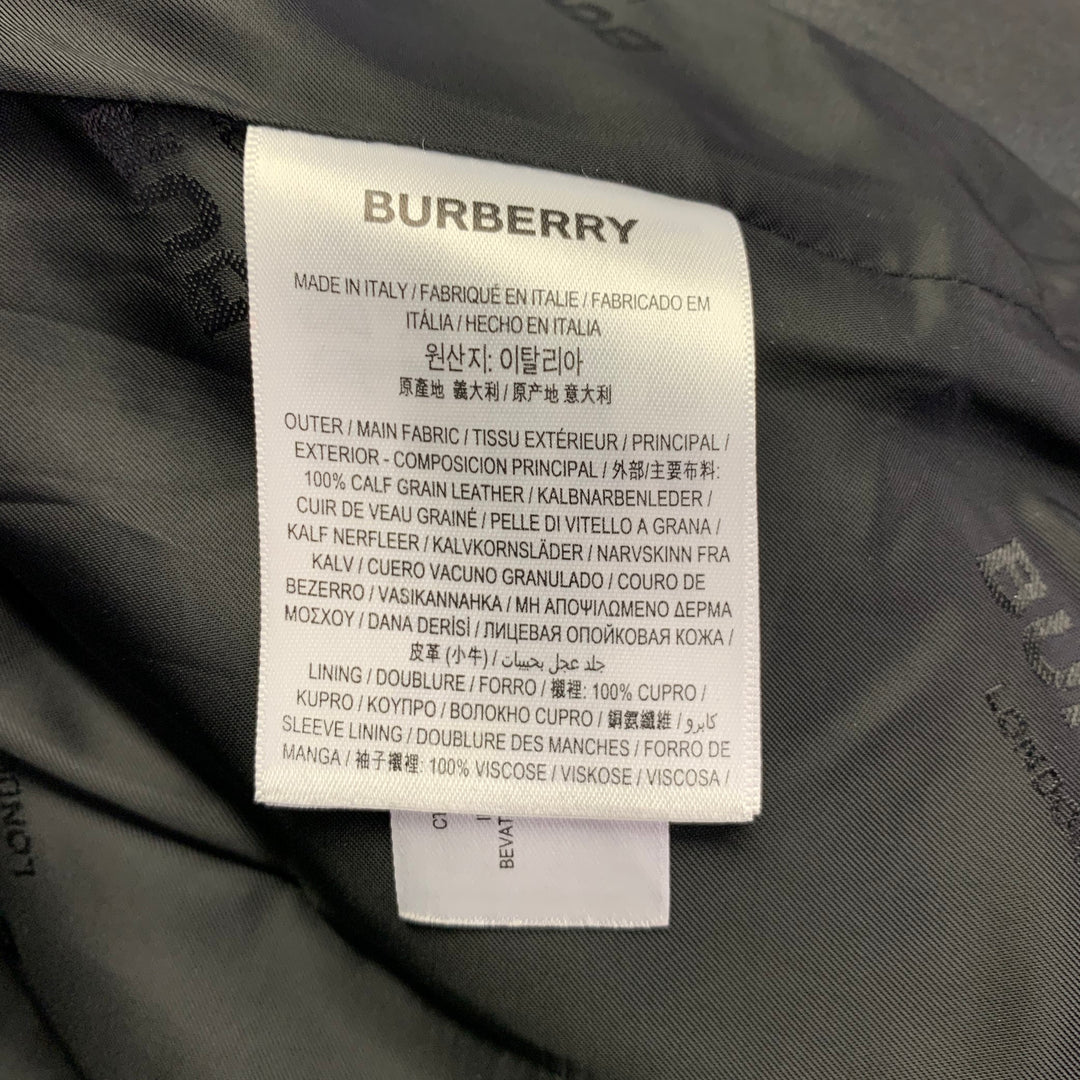 BURBERRY
MADE IN ITALY / FABRIQUÉ EN ITALIE / FABRICADO EM
ITÁLIA / HECHO EN ITALIA
원산지: 이탈리아
原產地 義大利 / 原产地 意大利
OUTER / MAIN FABRIC / TISSU EXTÉRIEUR / PRINCIPAL /
EXTERIOR - COMPOSICION PRINCIPAL / 外部/主要布料:
100% CALF GRAIN LEATHER / KALBNARBENLEDER /
CUIR DE VEAU GRAINÉ / PELLE DI VITELLO A GRANA /
KALF NERFLEER / KALVKORNSLÄDER / NARVSKINN FRA
KALV / CUERO VACUNO GRANULADO / COURO DE
BEZERRO / VASIKANNAHKA / ΜΗ ΑΠΟΨΙΛΩΜΕΝΟ ΔΕΡΜΑ
ΜΟΣΧΟΥ / DANA DERİSİ / ЛИЦЕВАЯ ОПОЙКОВАЯ КОЖА /
皮革 (小牛) / جلد عجل بحبيبات
LINING / DOUBLURE / FORRO / 襯裡: 100% CUPRO /
KUPRO / ΚΟΥΠΡΟ / ВОЛОКНО CUPRO / 銅氨纖維 / كابرو
SLEEVE LINING / DOUBLURE DES MANCHES / FORRO DE
MANGA / 袖子襯裡: 100% VISCOSE / VISKOSE / VISCOSA /
BEVAT
LONDON